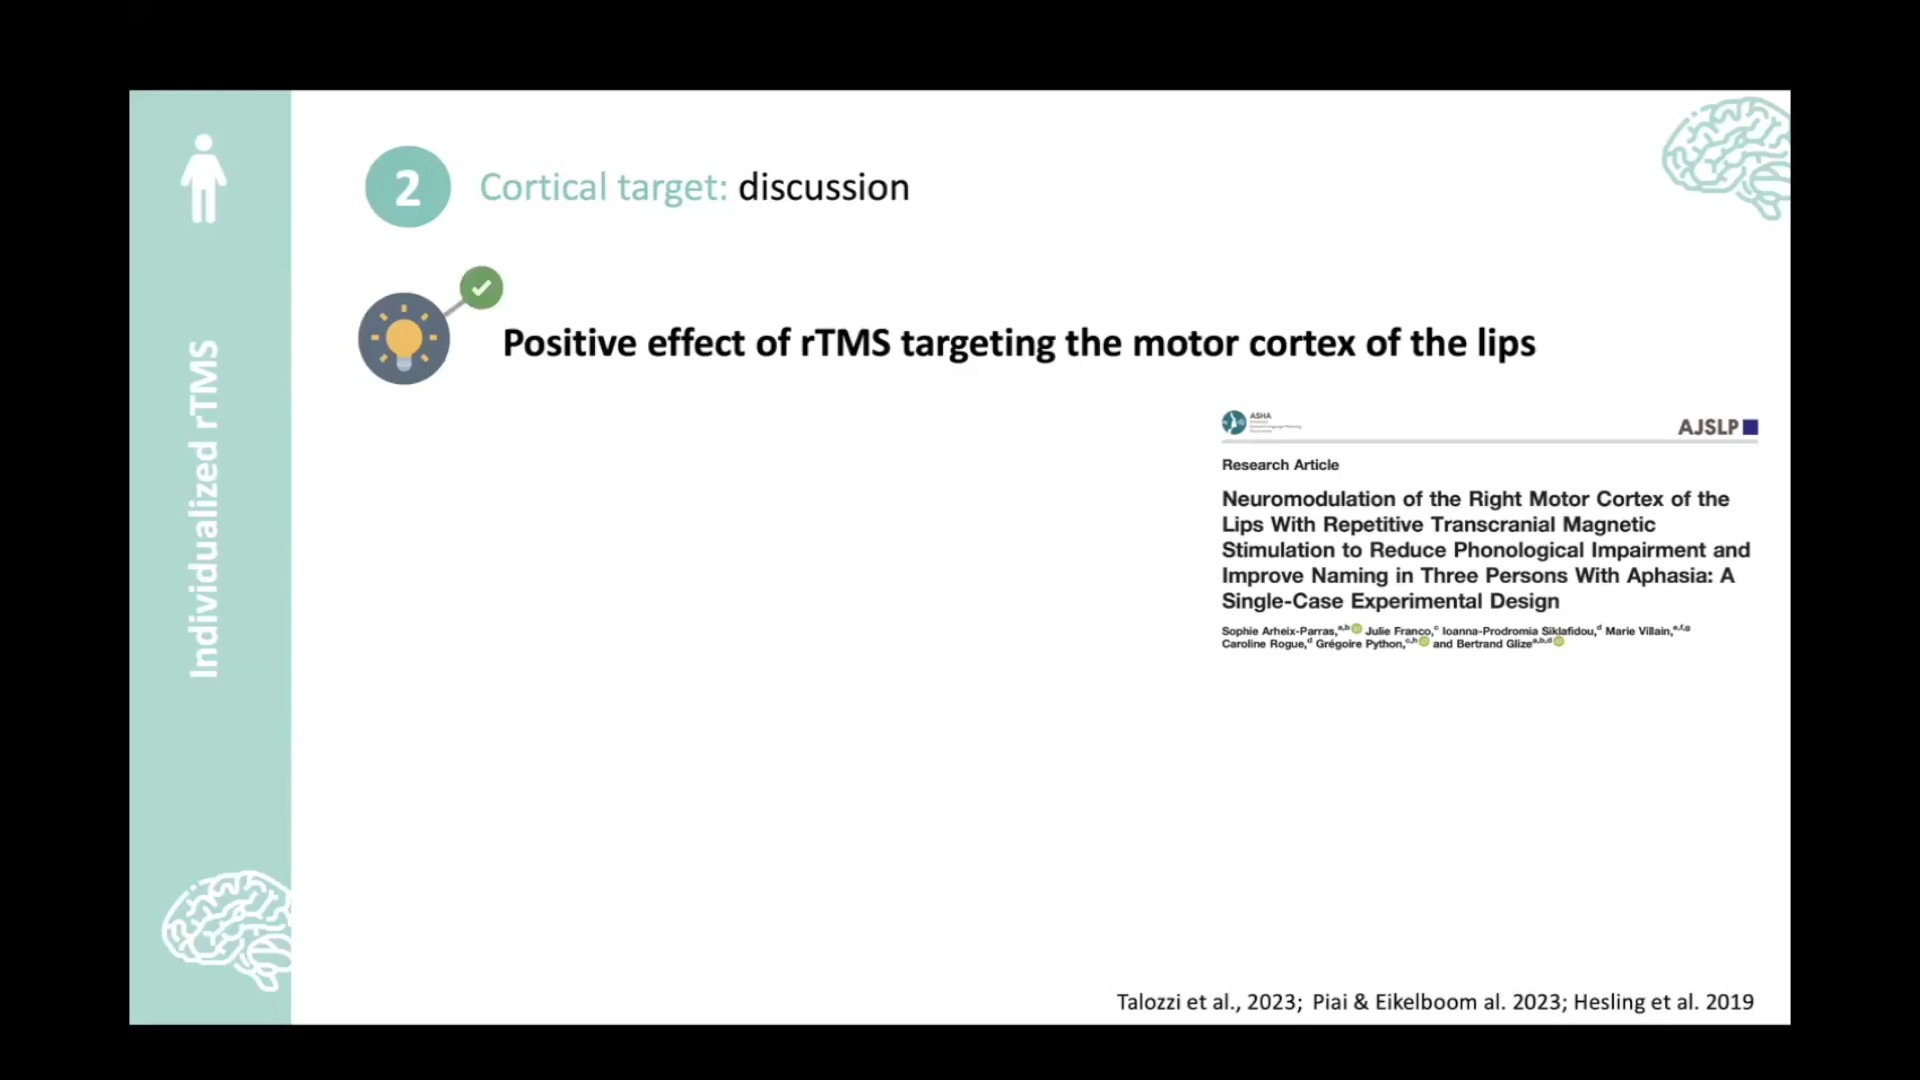 Individualized rTMS
2
Cortical target: discussion
Positive effect of rTMS targeting the motor cortex of the lips
ASHA
AJSLP
Research Article
Neuromodulation of the Right Motor Cortex of the
Lips With Repetitive Transcranial Magnetic
Stimulation to Reduce Phonological Impairment and
Improve Naming in Three Persons With Aphasia: A
Single-Case Experimental Design
Sophie Arheix-Parras,a,b Julie Franco,c Ioanna-Prodromia Siklafidou,d Marie Villain,e,f,g
Caroline Rogue,d Grégoire Python,c,h and Bertrand Glizea,b,d
Talozzi et al., 2023; Piai & Eikelboom al. 2023; Hesling et al. 2019